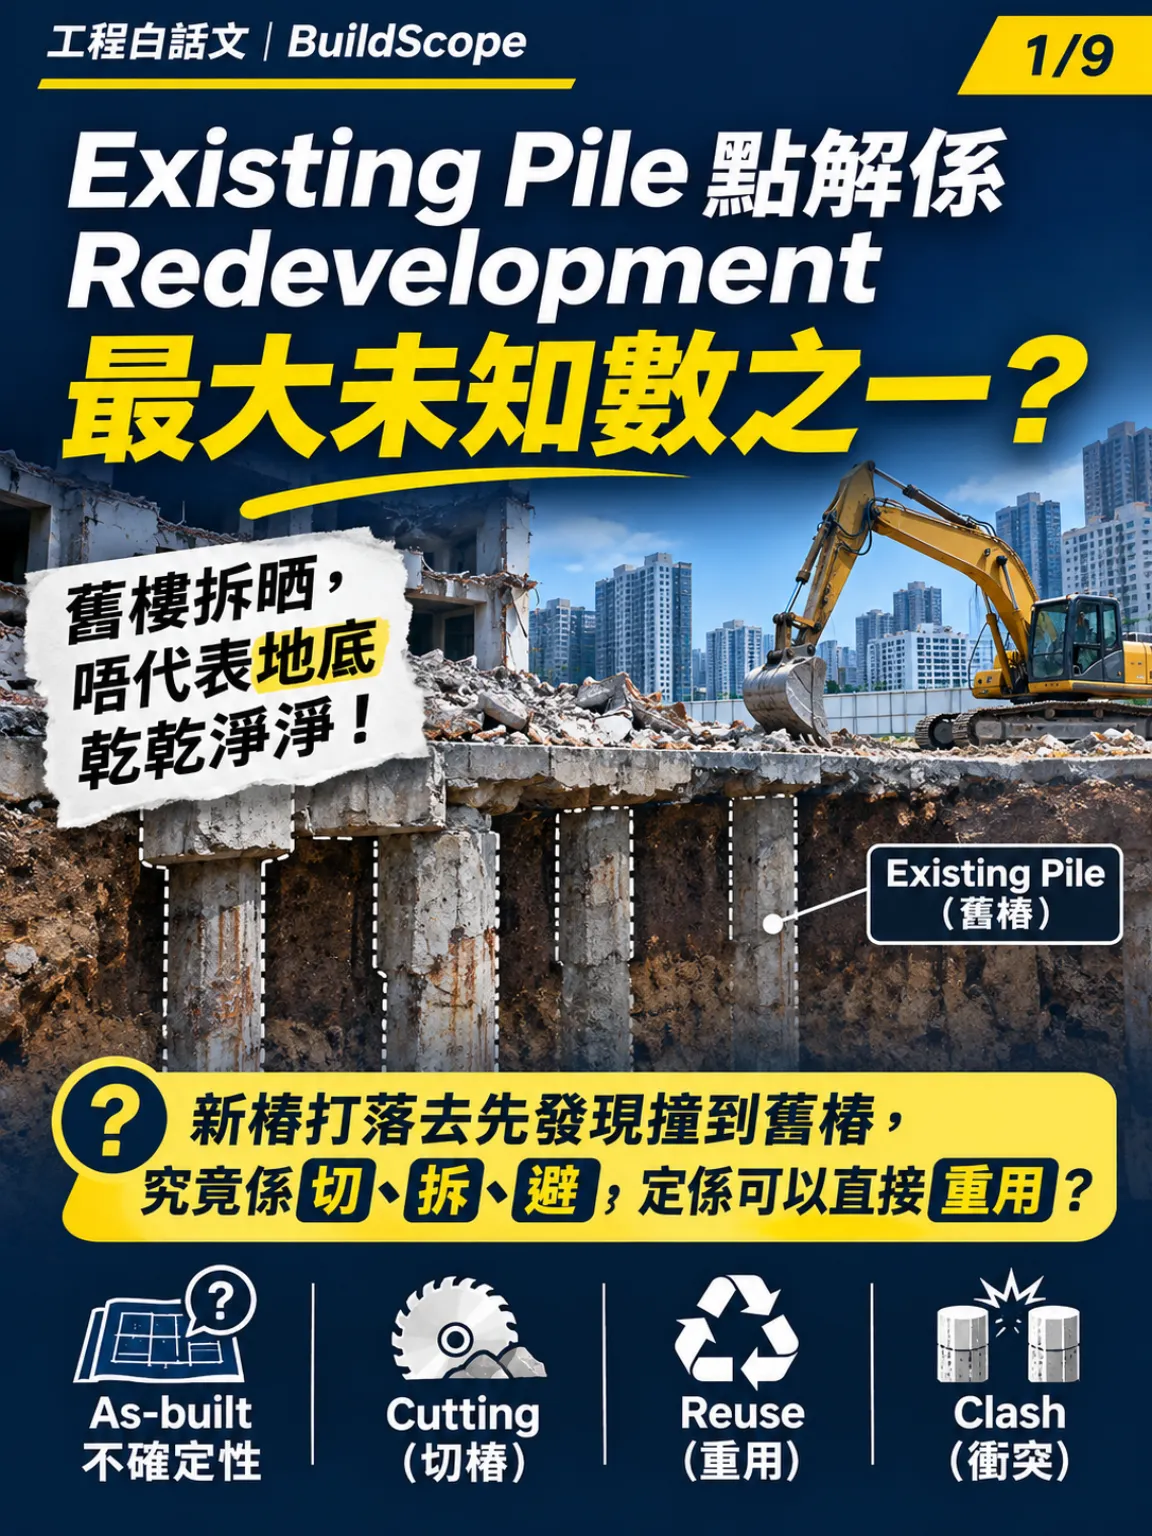 工程白話文｜BuildScope
1/9
Existing Pile 點解係
Redevelopment
最大未知數之一？
舊樓拆晒，
唔代表地底
乾乾淨淨！
Existing Pile
（舊樁）
?
新樁打落去先發現撞到舊樁，
究竟係切、拆、避，定係可以直接重用？
?
As-built
不確定性
Cutting
（切樁）
Reuse
（重用）
Clash
（衝突）